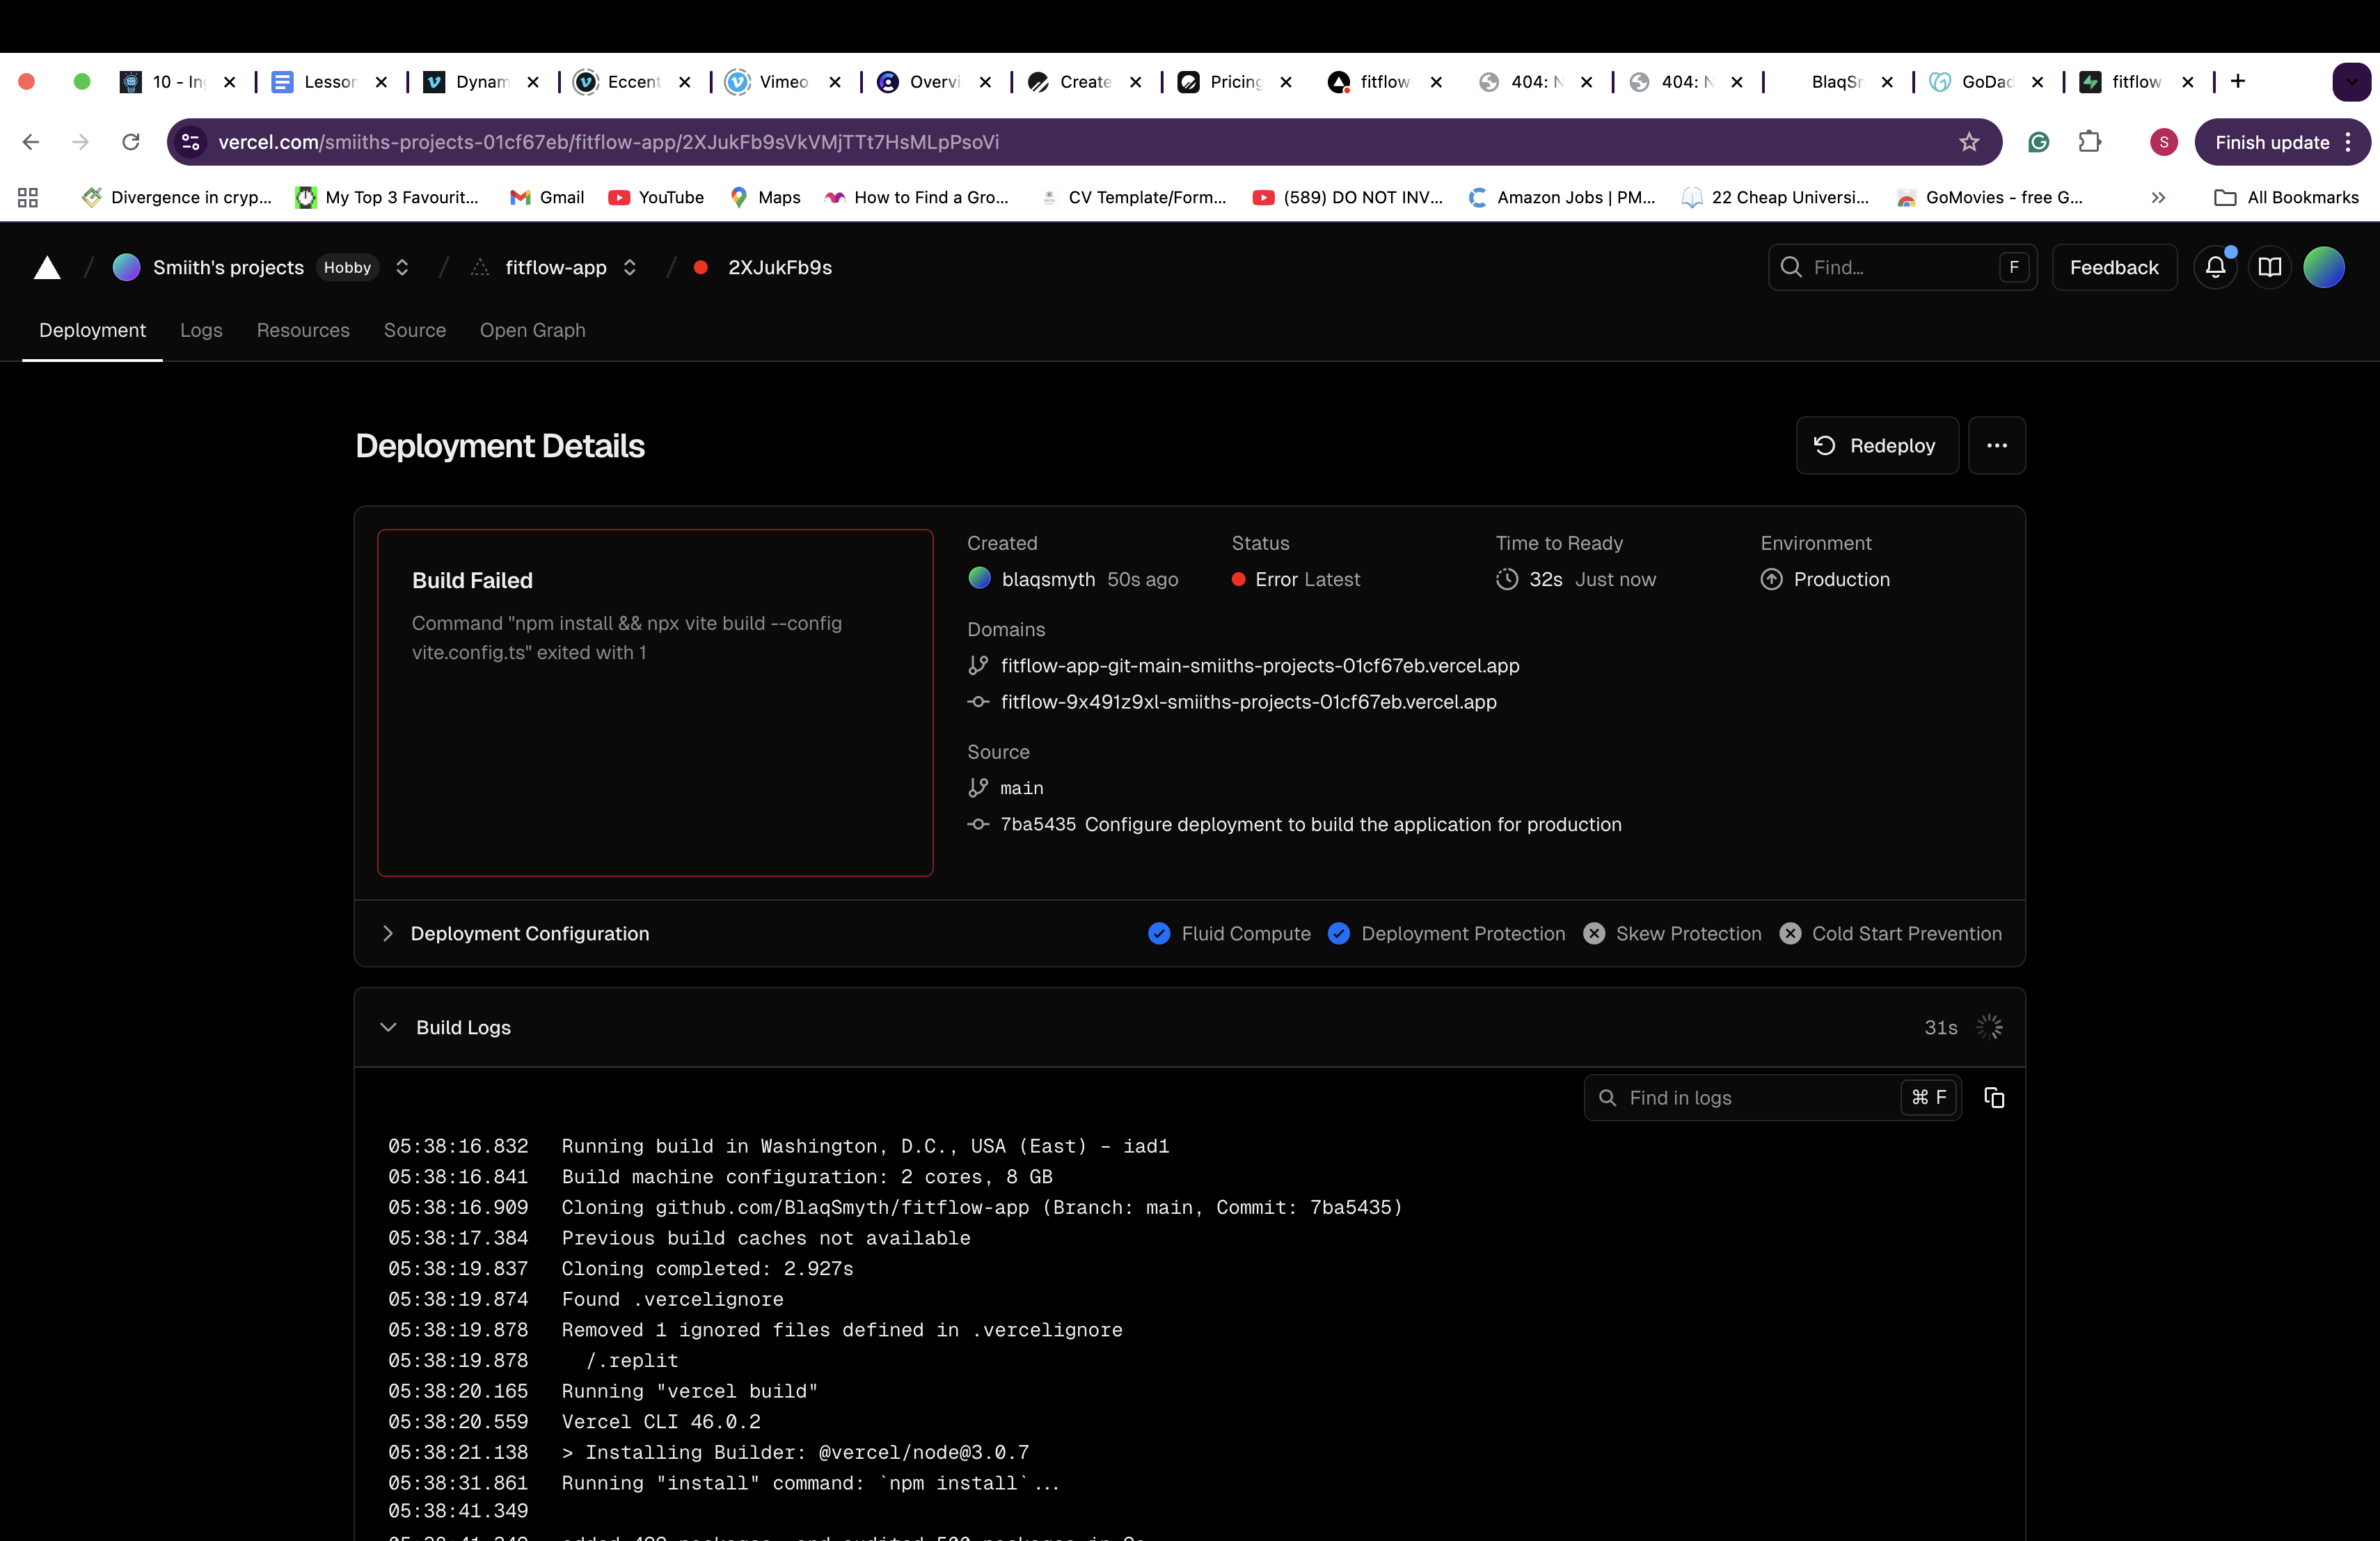 10 - In
Lesson
Dynam
Eccent
Vimeo
Overvi
Create
Pricing
fitflow
404: N
404: N
BlaqSm
GoDad
fitflow
vercel.com/smiiths-projects-01cf67eb/fitflow-app/2XJukFb9sVkVMjTTt7HsMLpPsoVi
S
Finish update
Divergence in cryp...
My Top 3 Favourit...
Gmail
YouTube
Maps
How to Find a Gro...
CV Template/Form...
(589) DO NOT INV...
Amazon Jobs | PM...
22 Cheap Universi...
GoMovies - free G...
All Bookmarks
Smiith's projects Hobby / fitflow-app / 2XJukFb9s
Find... F
Feedback
Deployment Logs Resources Source Open Graph
Deployment Details
Redeploy
Build Failed
Command "npm install && npx vite build --config
vite.config.ts" exited with 1
Created
blaqsmyth 50s ago
Status
Error Latest
Time to Ready
32s Just now
Environment
Production
Domains
fitflow-app-git-main-smiiths-projects-01cf67eb.vercel.app
fitflow-9x491z9xl-smiiths-projects-01cf67eb.vercel.app
Source
main
7ba5435 Configure deployment to build the application for production
Deployment Configuration
Fluid Compute
Deployment Protection
Skew Protection
Cold Start Prevention
Build Logs
31s
Find in logs ⌘ F
05:38:16.832 Running build in Washington, D.C., USA (East) – iad1
05:38:16.841 Build machine configuration: 2 cores, 8 GB
05:38:16.909 Cloning github.com/BlaqSmyth/fitflow-app (Branch: main, Commit: 7ba5435)
05:38:17.384 Previous build caches not available
05:38:19.837 Cloning completed: 2.927s
05:38:19.874 Found .vercelignore
05:38:19.878 Removed 1 ignored files defined in .vercelignore
05:38:19.878 /.replit
05:38:20.165 Running "vercel build"
05:38:20.559 Vercel CLI 46.0.2
05:38:21.138 > Installing Builder: @vercel/node@3.0.7
05:38:31.861 Running "install" command: `npm install`...
05:38:41.349